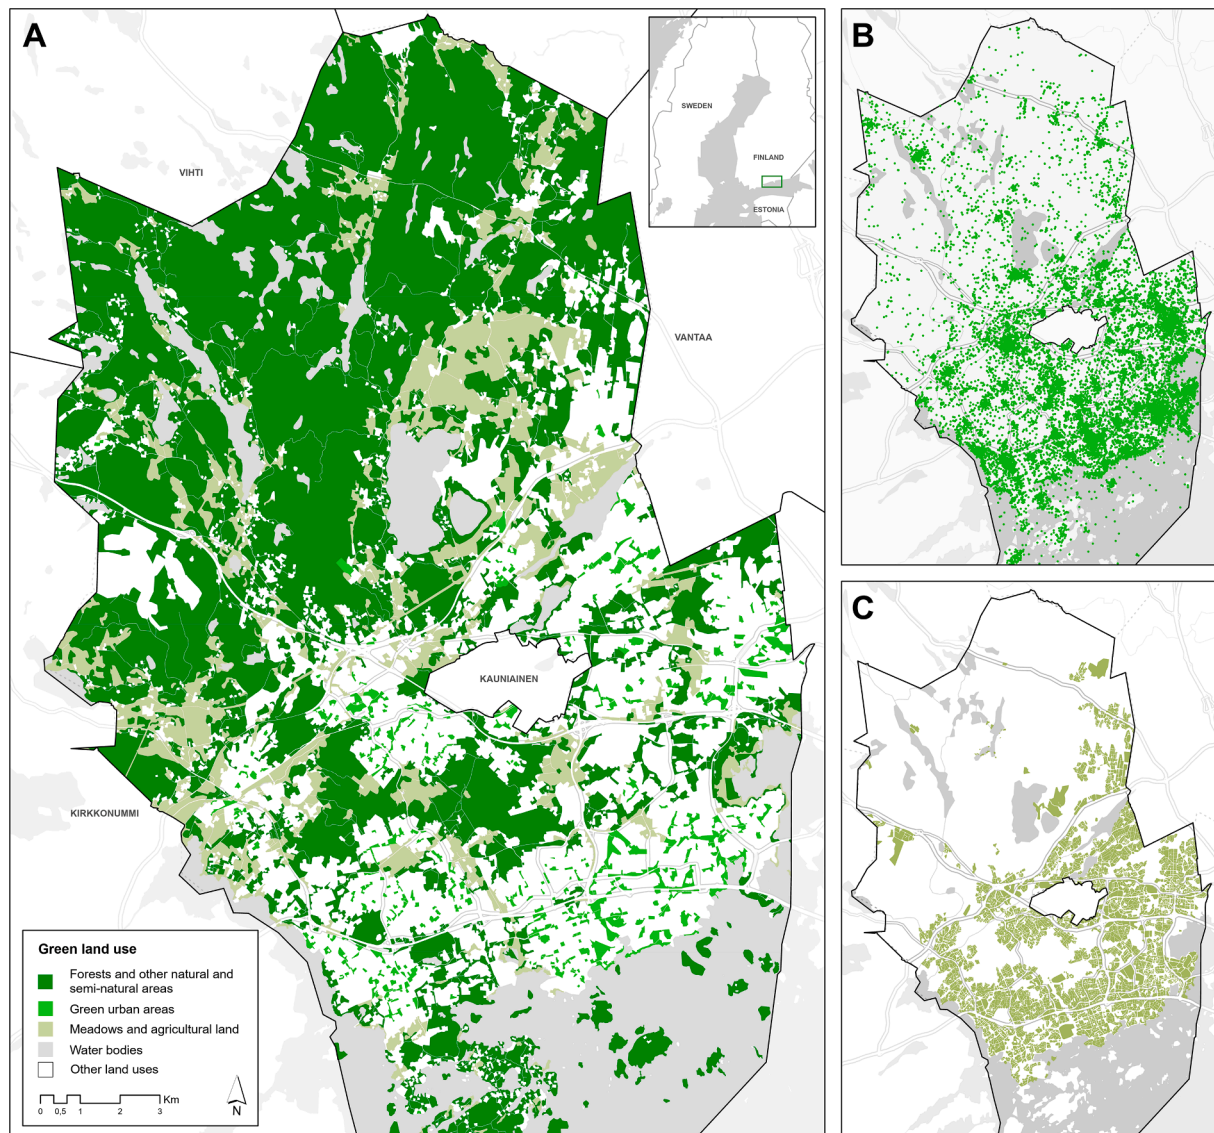 A
SWEDEN
FINLAND
ESTONIA
VIHTI
VANTAA
KAUNIAINEN
KIRKKONUMMI
Green land use
Forests and other natural and
semi-natural areas
Green urban areas
Meadows and agricultural land
Water bodies
Other land uses
Km
0 0,5 1 2 3
N
B
C